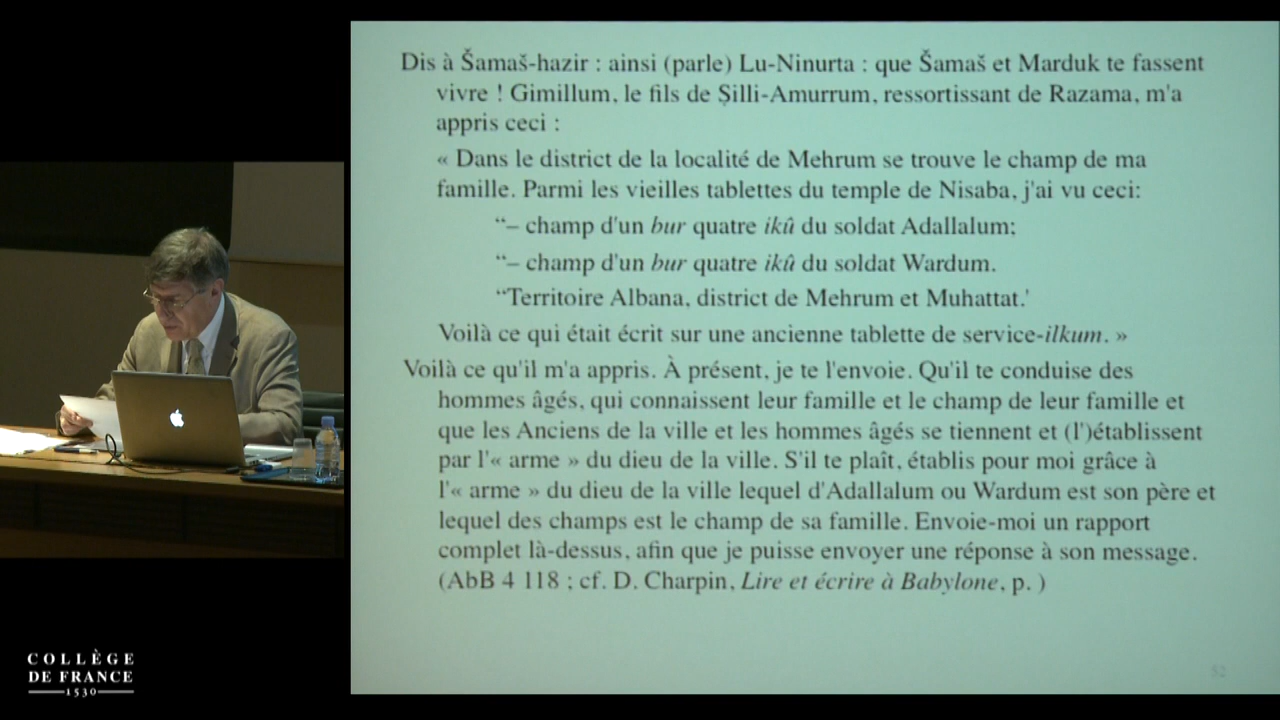 Dis à Šamaš-hazir : ainsi (parle) Lu-Ninurta : que Šamaš et Marduk te fassent
vivre ! Gimillum, le fils de Ṣilli-Amurrum, ressortissant de Razama, m'a
appris ceci :
« Dans le district de la localité de Mehrum se trouve le champ de ma
famille. Parmi les vieilles tablettes du temple de Nisaba, j'ai vu ceci:
“– champ d'un bur quatre ikû du soldat Adallalum;
“– champ d'un bur quatre ikû du soldat Wardum.
“Territoire Albana, district de Mehrum et Muhattat.'
Voilà ce qui était écrit sur une ancienne tablette de service-ilkum. »
Voilà ce qu'il m'a appris. À présent, je te l'envoie. Qu'il te conduise des
hommes âgés, qui connaissent leur famille et le champ de leur famille et
que les Anciens de la ville et les hommes âgés se tiennent et (l')établissent
par l'« arme » du dieu de la ville. S'il te plaît, établis pour moi grâce à
l'« arme » du dieu de la ville lequel d'Adallalum ou Wardum est son père et
lequel des champs est le champ de sa famille. Envoie-moi un rapport
complet là-dessus, afin que je puisse envoyer une réponse à son message.
(AbB 4 118 ; cf. D. Charpin, Lire et écrire à Babylone, p. )
52
COLLÈGE
DE FRANCE
1530